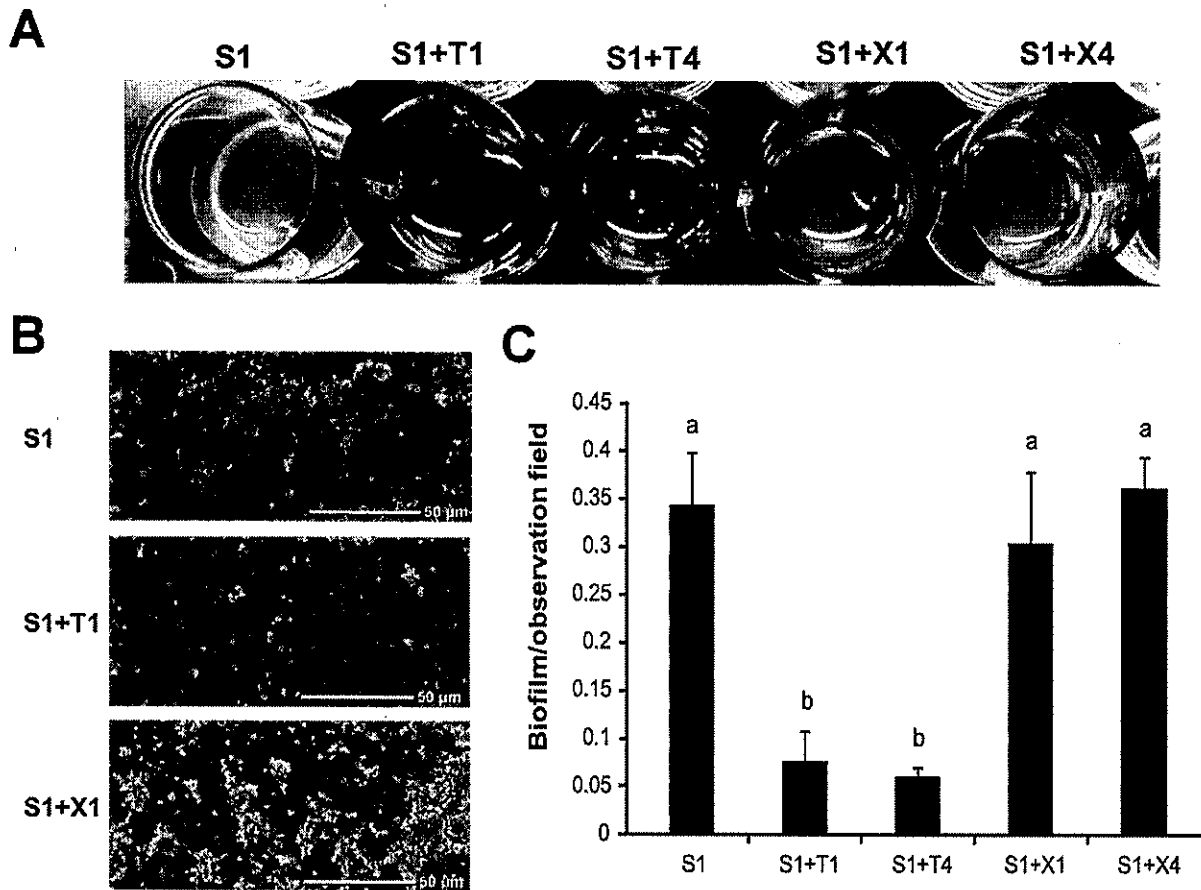 A
S1 S1+T1 S1+T4 S1+X1 S1+X4
B
S1
50 µm
S1+T1
50 µm
S1+X1
50 µm
C
Biofilm/observation field
0.45
0.4
0.35
0.3
0.25
0.2
0.15
0.1
0.05
0
a
b
b
a
a
S1 S1+T1 S1+T4 S1+X1 S1+X4